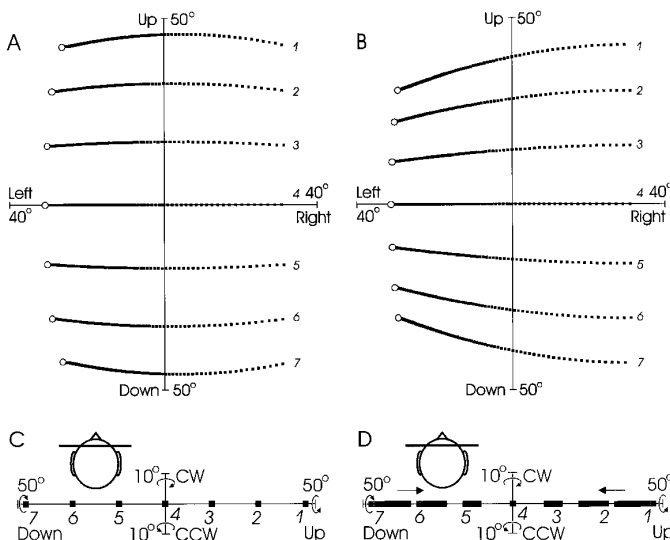 A
Up 50°
1
2
3
Left
40°
4 40°
Right
5
6
7
Down 50°
B
Up 50°
1
2
3
Left
40°
4 40°
Right
5
6
7
Down 50°
C
10° CW
50°
50°
7 6 5 4 3 2 1
Down
10° CCW
Up
D
10° CW
50°
50°
7 6 5 4 3 2 1
Down
10° CCW
Up